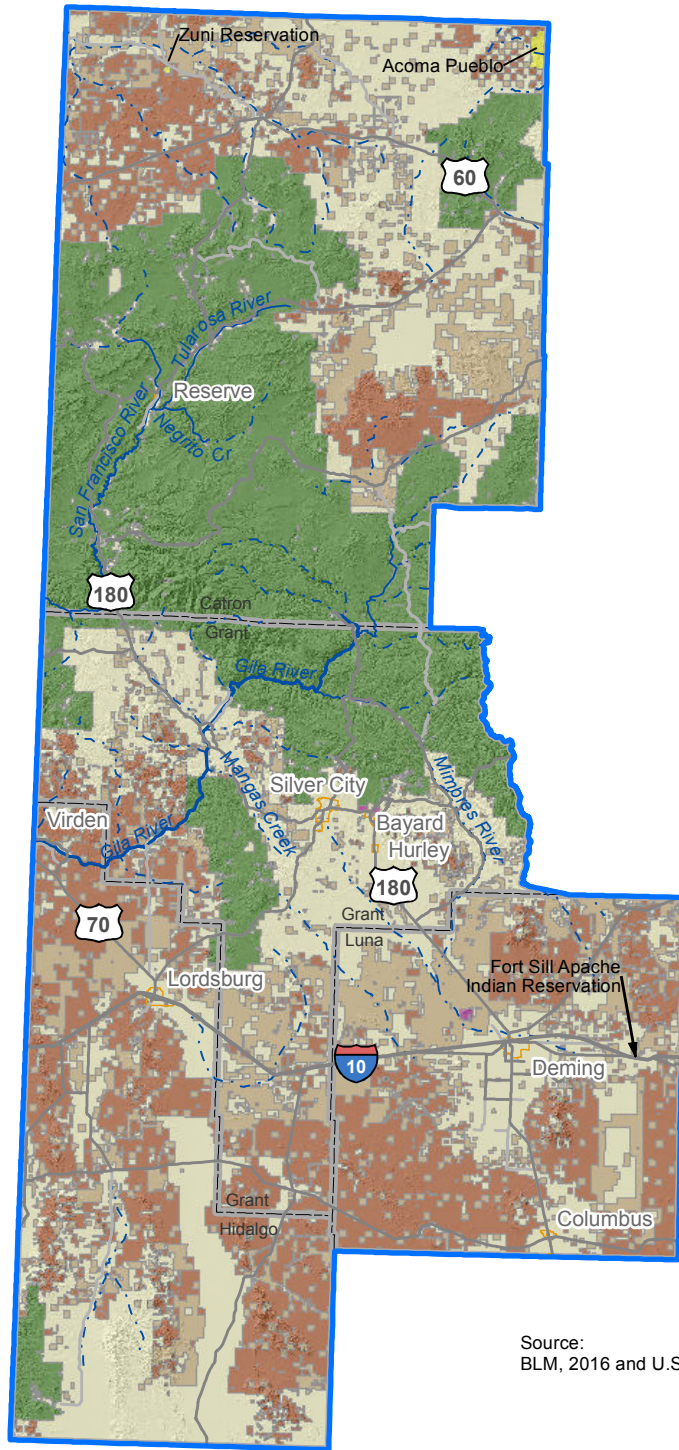 Zuni Reservation
Acoma Pueblo
60
Tularosa River
Reserve
San Francisco River
Negrito Cr
180
Catron
Grant
Gila River
Mangas Creek
Mimbres River
Silver City
Virden
Bayard
Gila River
Hurley
180
70
Grant
Luna
Lordsburg
Fort Sill Apache
Indian Reservation
10
Deming
Grant
Hidalgo
Columbus
Source:
BLM, 2016 and U.S